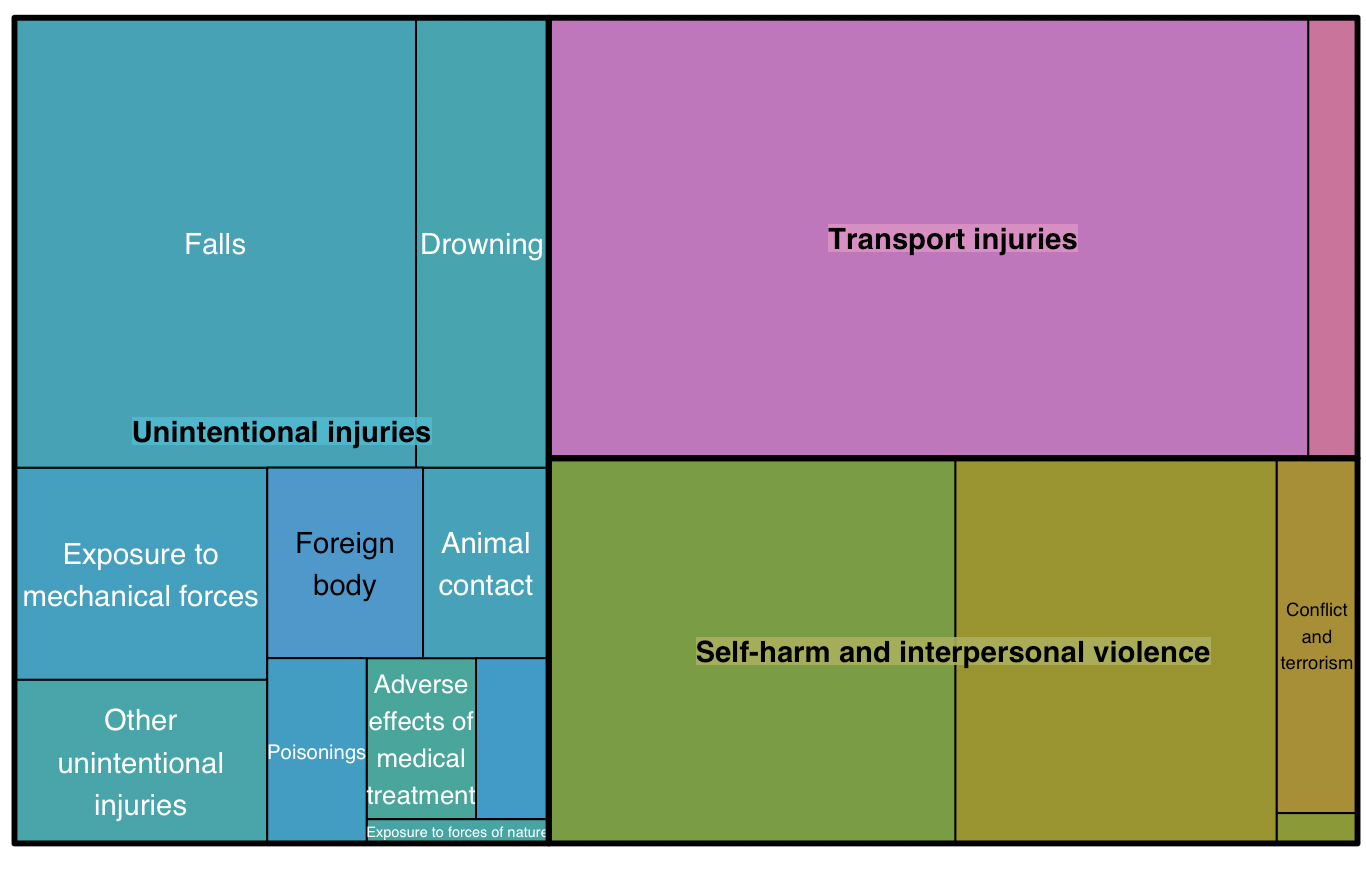 Falls
Drowning
Unintentional injuries
Exposure to
mechanical forces
Foreign
body
Animal
contact
Other
unintentional
injuries
Poisonings
Adverse
effects of
medical
treatment
Exposure to forces of nature
Transport injuries
Self-harm and interpersonal violence
Conflict
and
terrorism